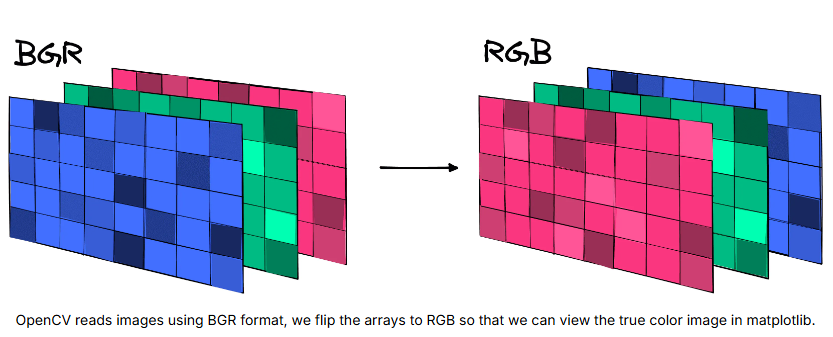 BGR
RGB
OpenCV reads images using BGR format, we flip the arrays to RGB so that we can view the true color image in matplotlib.